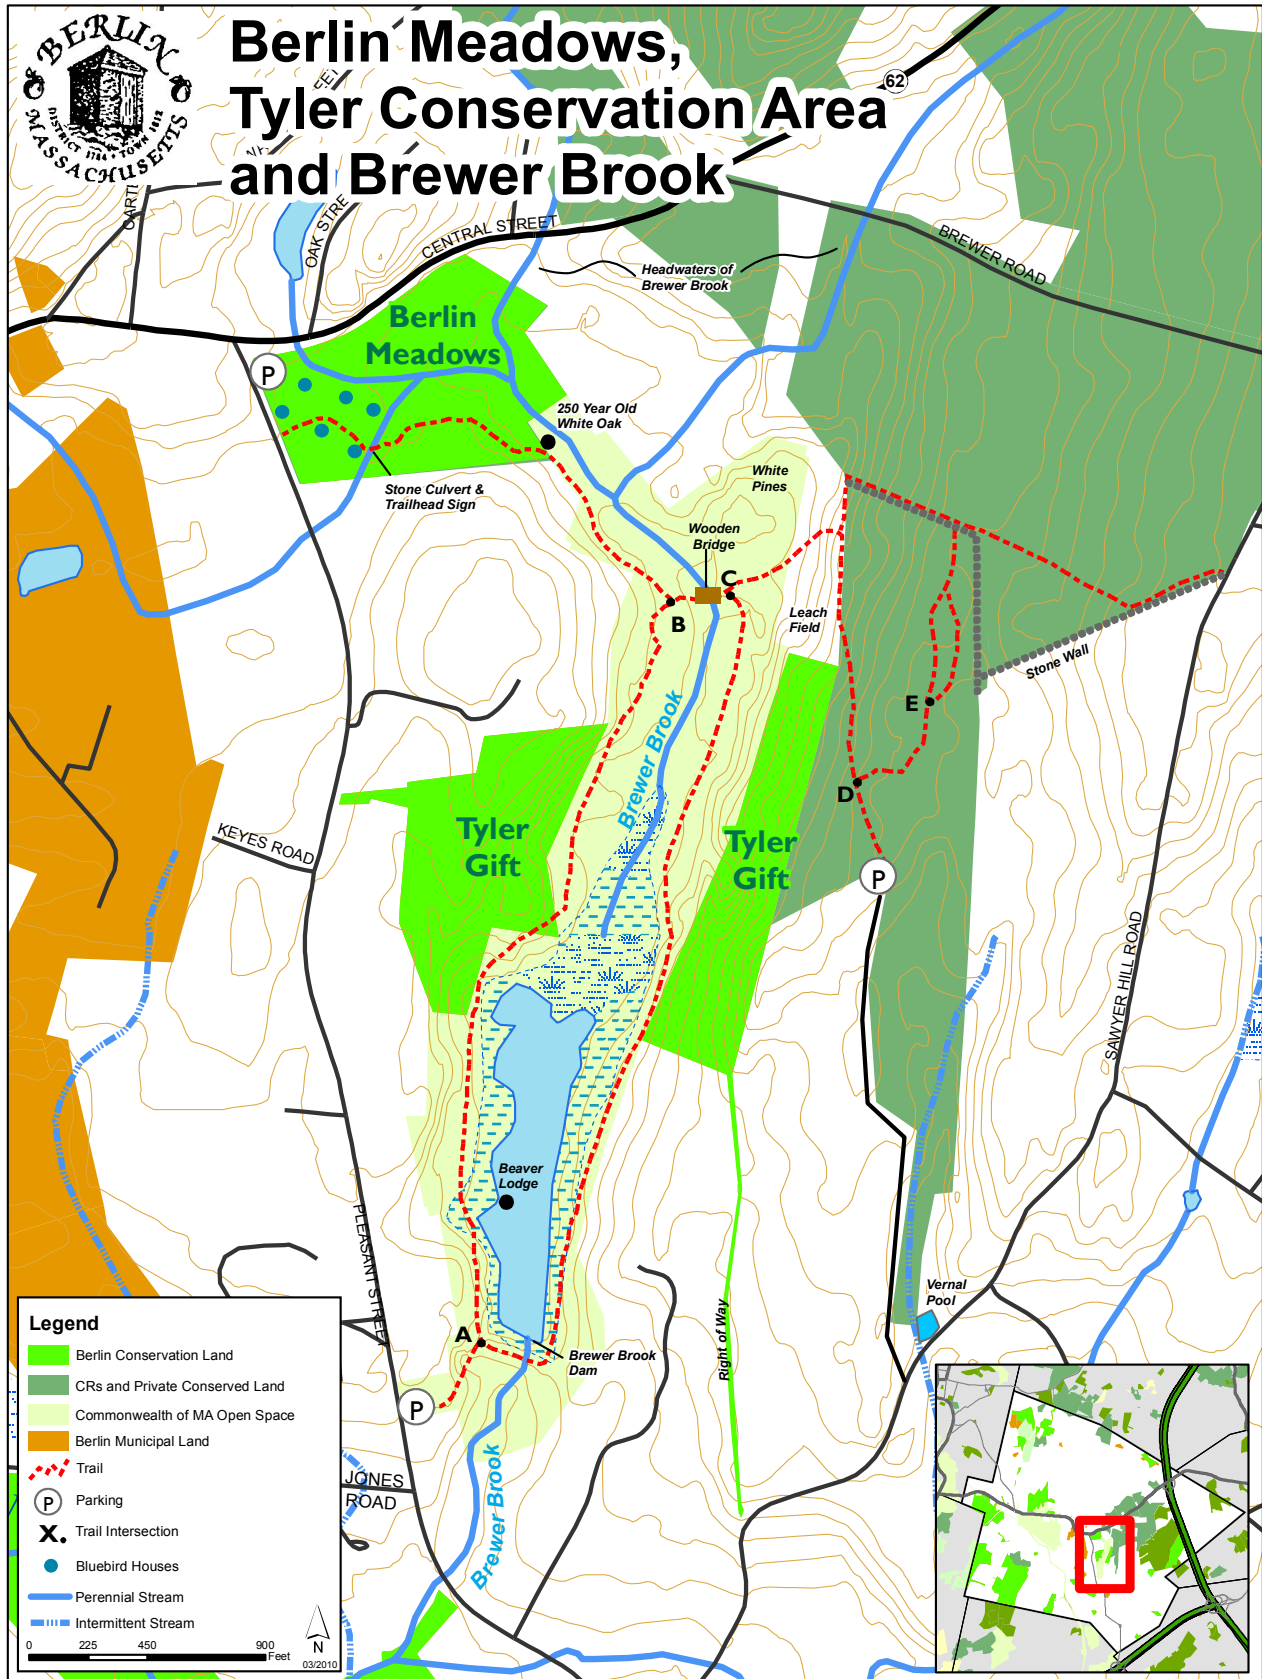 BERLIN
DISTRICT 1784 • TOWN 1812
MASSACHUSETTS
Berlin Meadows,
Tyler Conservation Area
and Brewer Brook
62
CENTRAL STREET
BREWER ROAD
Headwaters of
Brewer Brook
Berlin
Meadows
P
250 Year Old
White Oak
White
Pines
Stone Culvert &
Trailhead Sign
Wooden
Bridge
C
B
Leach
Field
Stone Wall
E
D
Brewer Brook
Tyler
Gift
Tyler
Gift
KEYES ROAD
P
SAWYER HILL ROAD
Beaver
Lodge
PLEASANT STREET
Vernal
Pool
Right of Way
A
Brewer Brook
Dam
P
JONES
ROAD
Brewer Brook
Legend
Berlin Conservation Land
CRs and Private Conserved Land
Commonwealth of MA Open Space
Berlin Municipal Land
Trail
P Parking
X. Trail Intersection
Bluebird Houses
Perennial Stream
Intermittent Stream
0 225 450 900
Feet
N
03/2010